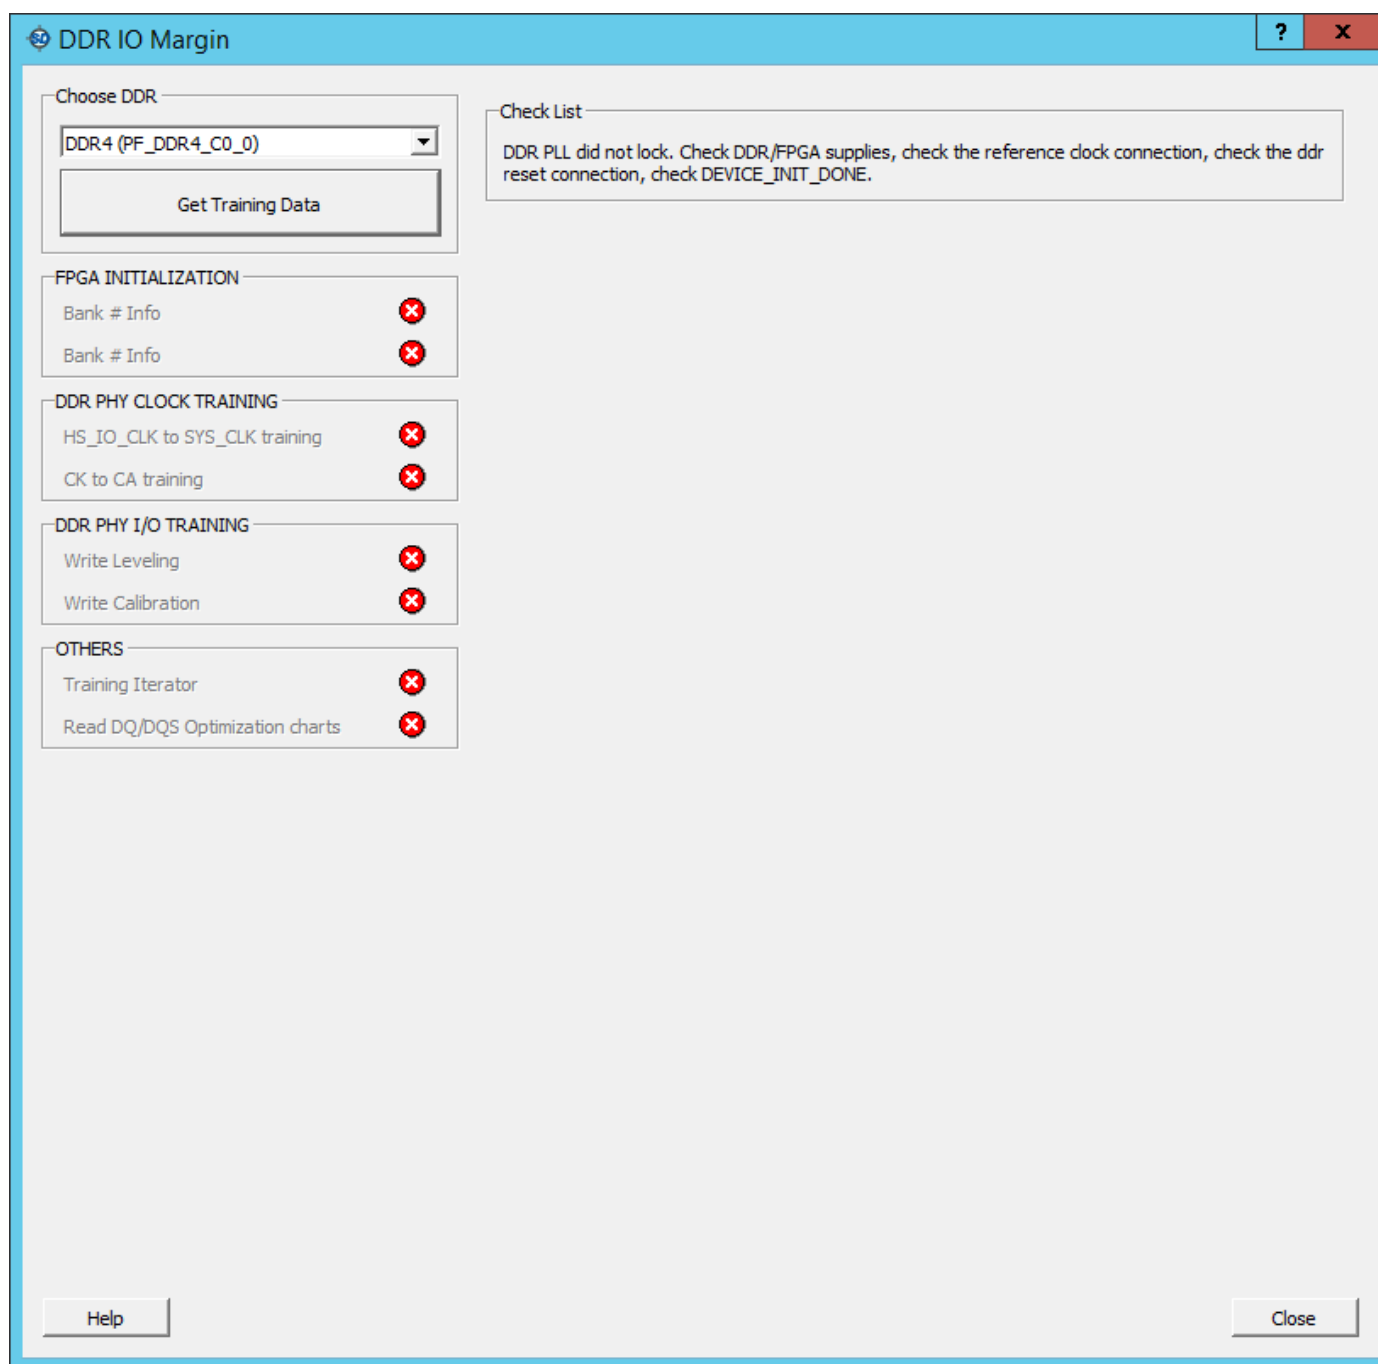 DDR IO Margin
?
x
Choose DDR
DDR4 (PF_DDR4_C0_0)
Get Training Data
Check List
DDR PLL did not lock. Check DDR/FPGA supplies, check the reference clock connection, check the ddr
reset connection, check DEVICE_INIT_DONE.
FPGA INITIALIZATION
Bank # Info
Bank # Info
DDR PHY CLOCK TRAINING
HS_IO_CLK to SYS_CLK training
CK to CA training
DDR PHY I/O TRAINING
Write Leveling
Write Calibration
OTHERS
Training Iterator
Read DQ/DQS Optimization charts
Help
Close